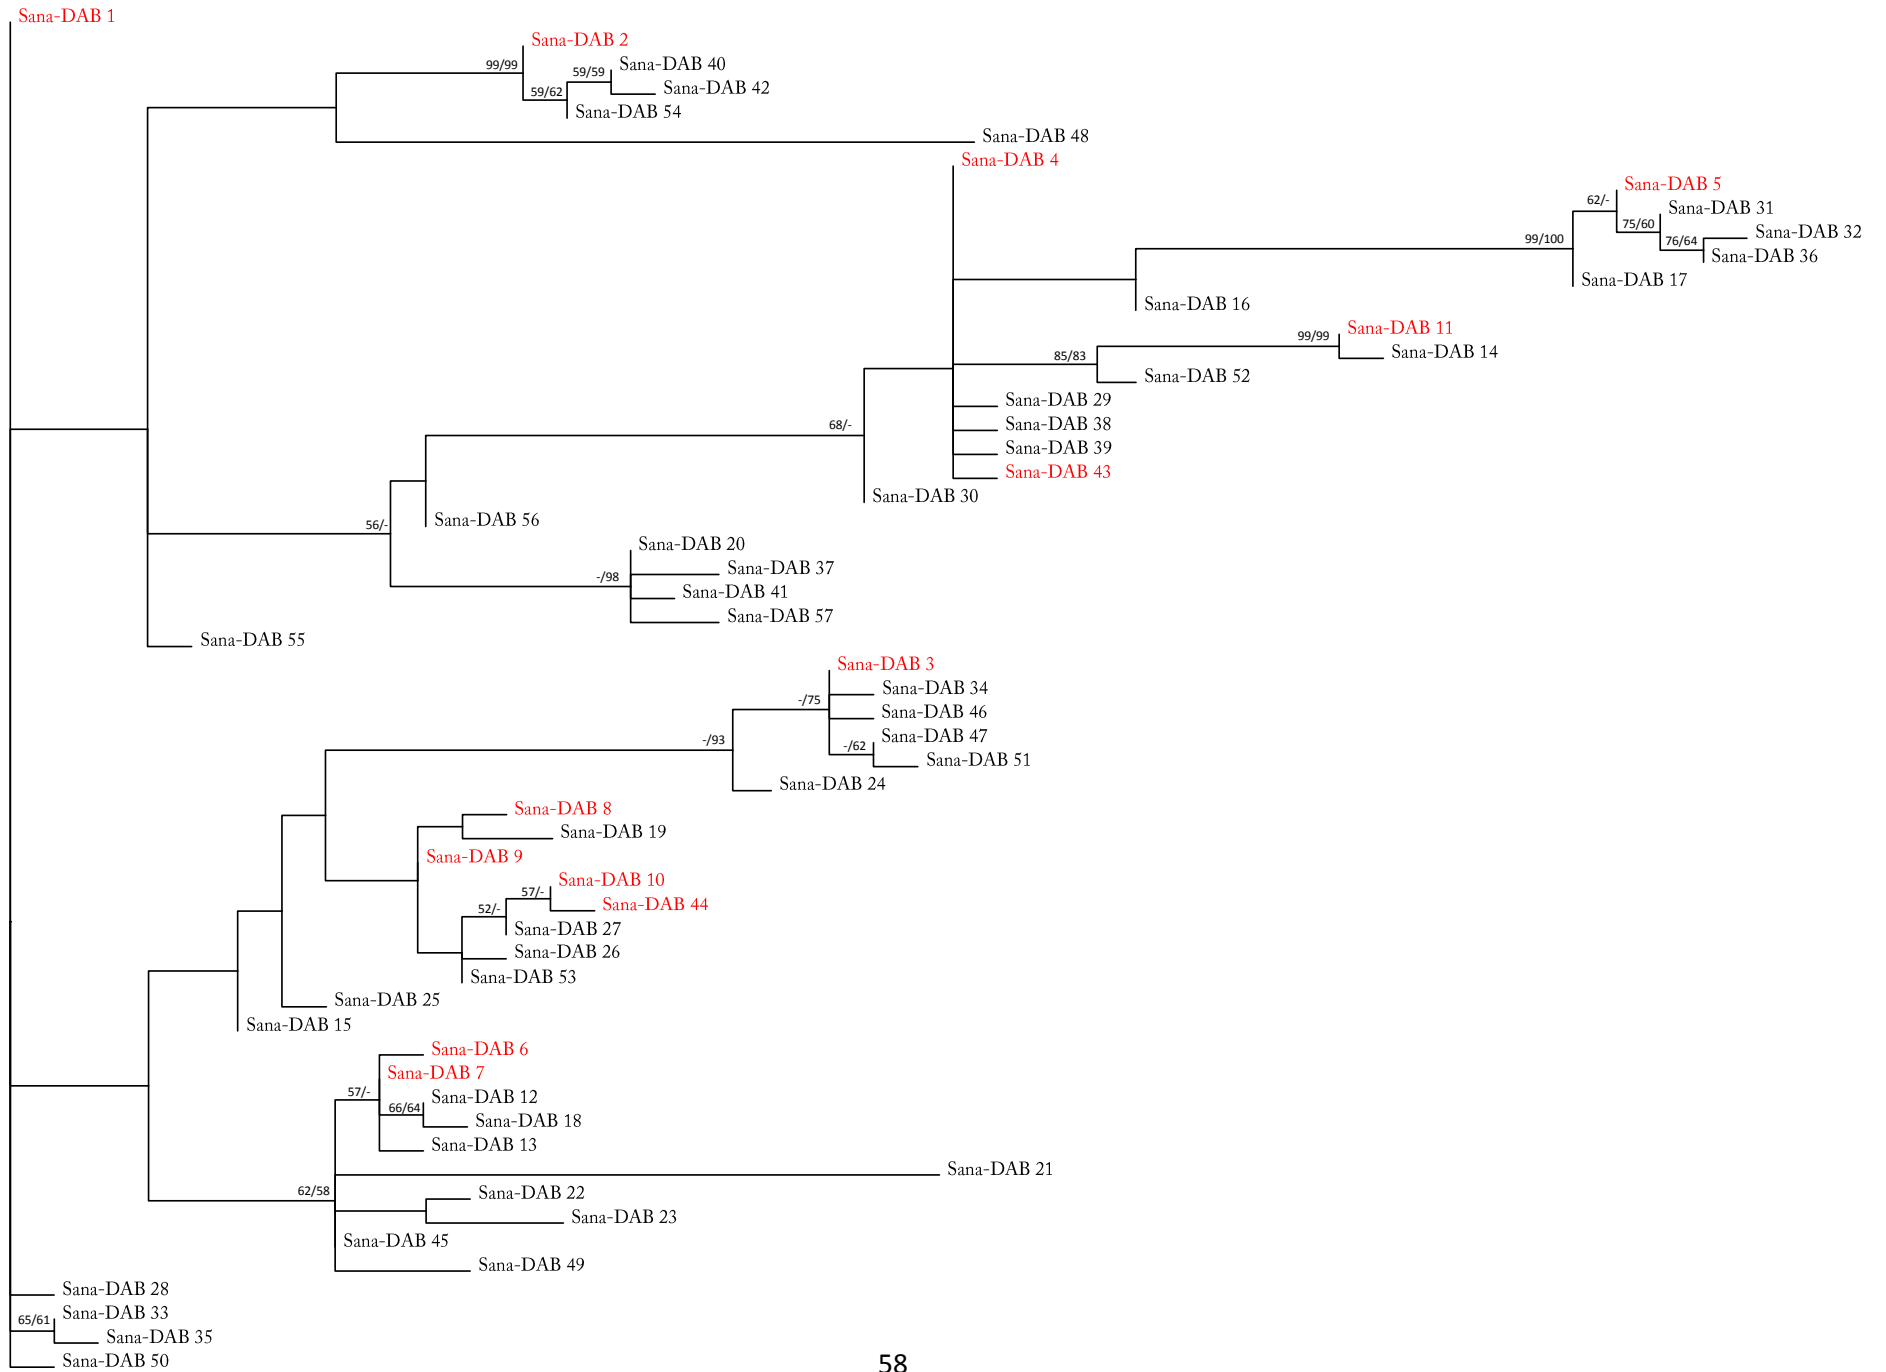 Sana-DAB 1
Sana-DAB 2
99/99
59/59
Sana-DAB 40
Sana-DAB 42
59/62
Sana-DAB 54
Sana-DAB 48
Sana-DAB 4
Sana-DAB 5
62/-
Sana-DAB 31
75/60
Sana-DAB 32
76/64
Sana-DAB 36
99/100
Sana-DAB 17
Sana-DAB 16
Sana-DAB 11
99/99
Sana-DAB 14
85/83
Sana-DAB 52
Sana-DAB 29
Sana-DAB 38
68/-
Sana-DAB 39
Sana-DAB 43
Sana-DAB 30
56/-
Sana-DAB 56
Sana-DAB 20
Sana-DAB 37
-/98
Sana-DAB 41
Sana-DAB 57
Sana-DAB 55
Sana-DAB 3
Sana-DAB 34
-/75
Sana-DAB 46
Sana-DAB 47
-/93
-/62
Sana-DAB 51
Sana-DAB 24
Sana-DAB 8
Sana-DAB 19
Sana-DAB 9
Sana-DAB 10
57/-
Sana-DAB 44
52/-
Sana-DAB 27
Sana-DAB 26
Sana-DAB 53
Sana-DAB 25
Sana-DAB 15
Sana-DAB 6
Sana-DAB 7
57/-
Sana-DAB 12
66/64
Sana-DAB 18
Sana-DAB 13
Sana-DAB 21
62/58
Sana-DAB 22
Sana-DAB 23
Sana-DAB 45
Sana-DAB 49
Sana-DAB 28
Sana-DAB 33
65/61
Sana-DAB 35
Sana-DAB 50
58